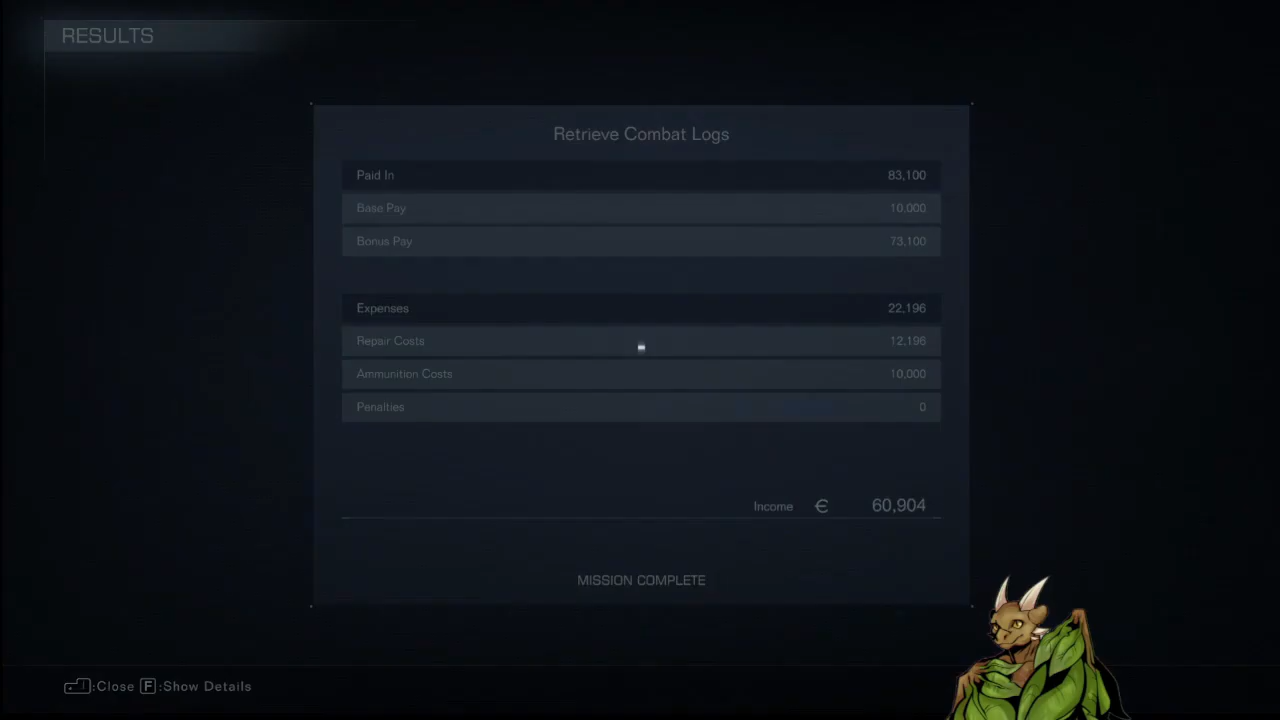 RESULTS
Retrieve Combat Logs
Paid In 83,100
Base Pay 10,000
Bonus Pay 73,100
Expenses 22,196
Repair Costs 12,196
Ammunition Costs 10,000
Penalties 0
Income € 60,904
MISSION COMPLETE
:Close F:Show Details